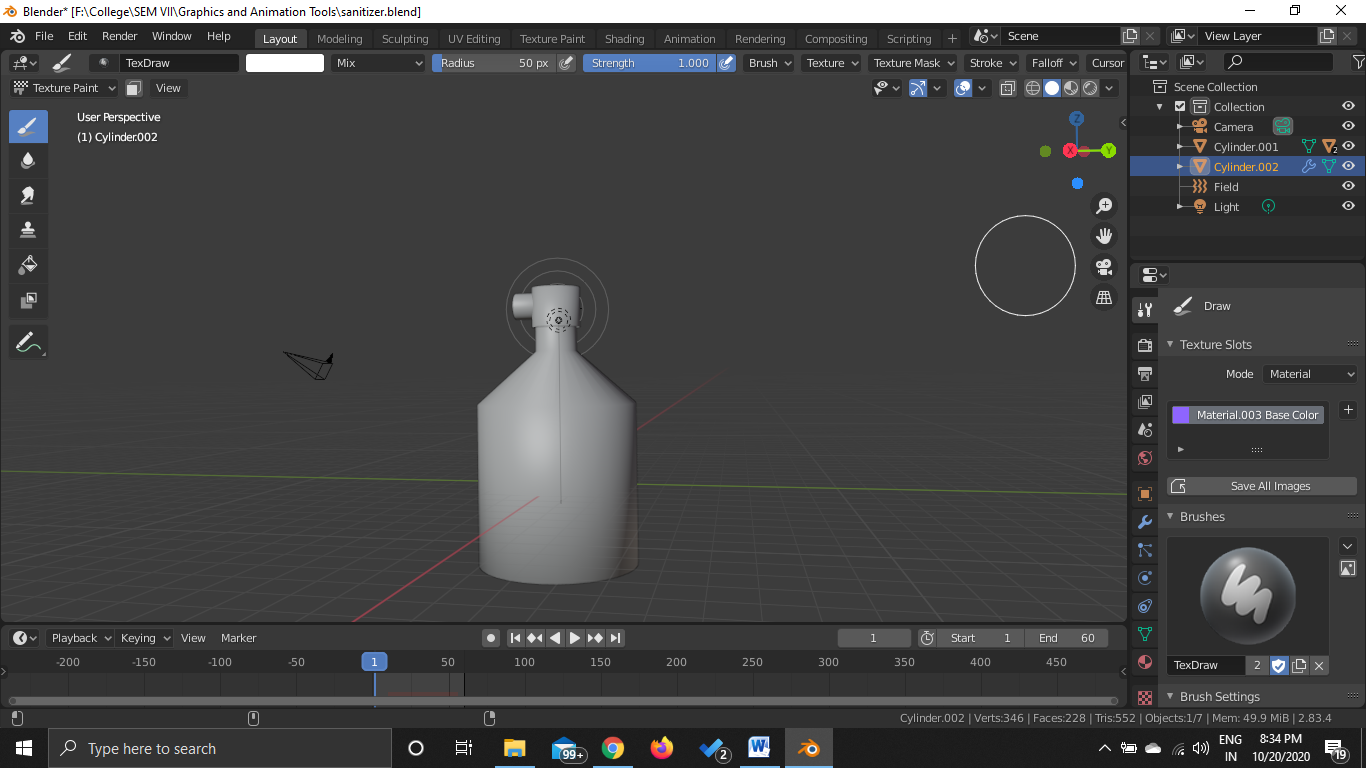 Blender* [F:\College\SEM VII\Graphics and Animation Tools\sanitizer.blend]
File Edit Render Window Help Layout Modeling Sculpting UV Editing Texture Paint Shading Animation Rendering Compositing Scripting + Scene View Layer
TexDraw Mix Radius 50 px Strength 1.000 Brush Texture Texture Mask Stroke Falloff Cursor
Texture Paint View
User Perspective
(1) Cylinder.002
Z
X Y
Scene Collection
Collection
Camera
Cylinder.001 2
Cylinder.002
Field
Light
Draw
Texture Slots
Mode Material
Material.003 Base Color
Save All Images
Brushes
TexDraw 2
Brush Settings
Playback Keying View Marker 1 Start 1 End 60
-200 -150 -100 -50 1 50 100 150 200 250 300 350 400 450
Cylinder.002 | Verts:346 | Faces:228 | Tris:552 | Objects:1/7 | Mem: 49.9 MiB | 2.83.4
Type here to search 99+ 2 ENG 8:34 PM
IN 10/20/2020 19